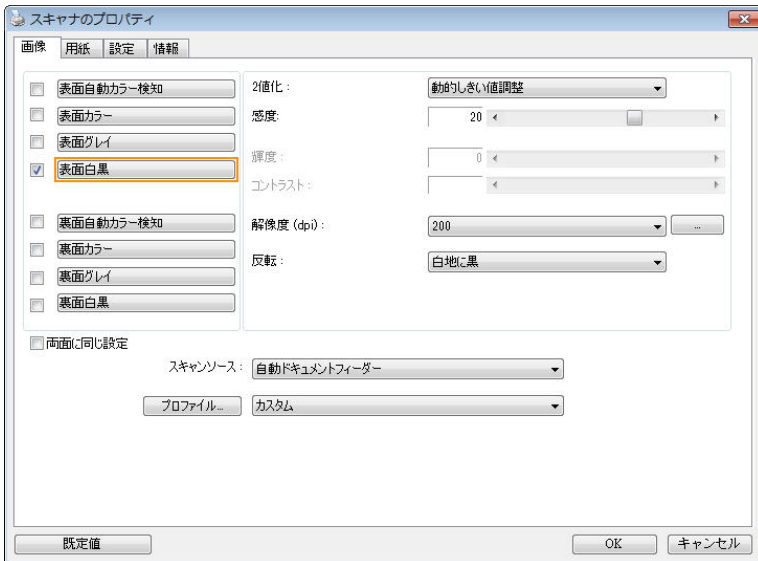 スキャナのプロパティ
画像 用紙 設定 情報
表面自動カラー検知
表面カラー
表面グレイ
表面白黒
裏面自動カラー検知
裏面カラー
裏面グレイ
裏面白黒
2値化: 動的しきい値調整
感度: 20
輝度: 0
コントラスト:
解像度 (dpi): 200 ...
反転: 白地に黒
両面に同じ設定
スキャンソース: 自動ドキュメントフィーダー
プロファイル... カスタム
既定値 OK キャンセル